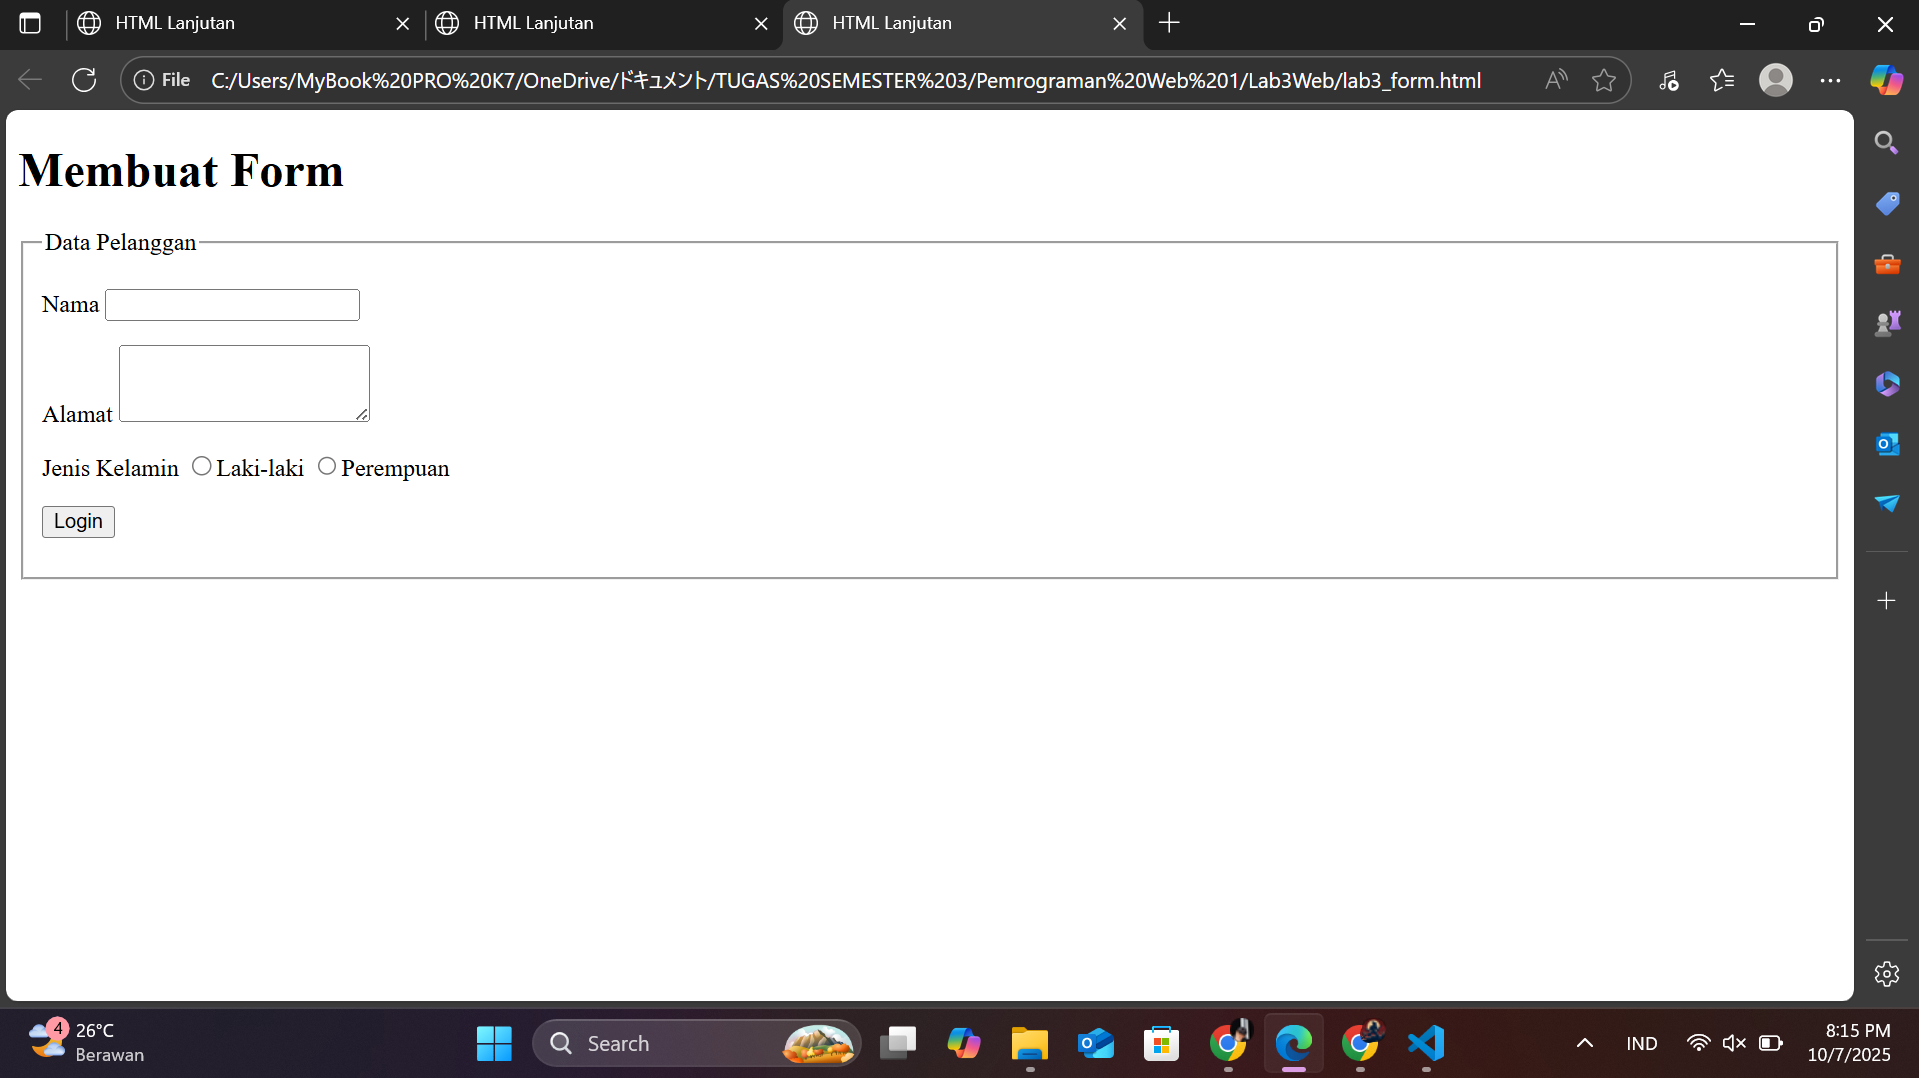 HTML Lanjutan
HTML Lanjutan
HTML Lanjutan
File C:/Users/MyBook%20PRO%20K7/OneDrive/ドキュメント/TUGAS%20SEMESTER%203/Pemrograman%20Web%201/Lab3Web/lab3_form.html
Membuat Form
Data Pelanggan
Nama
Alamat
Jenis Kelamin Laki-laki Perempuan
Login
4
26°C
Berawan
Search
IND
8:15 PM
10/7/2025